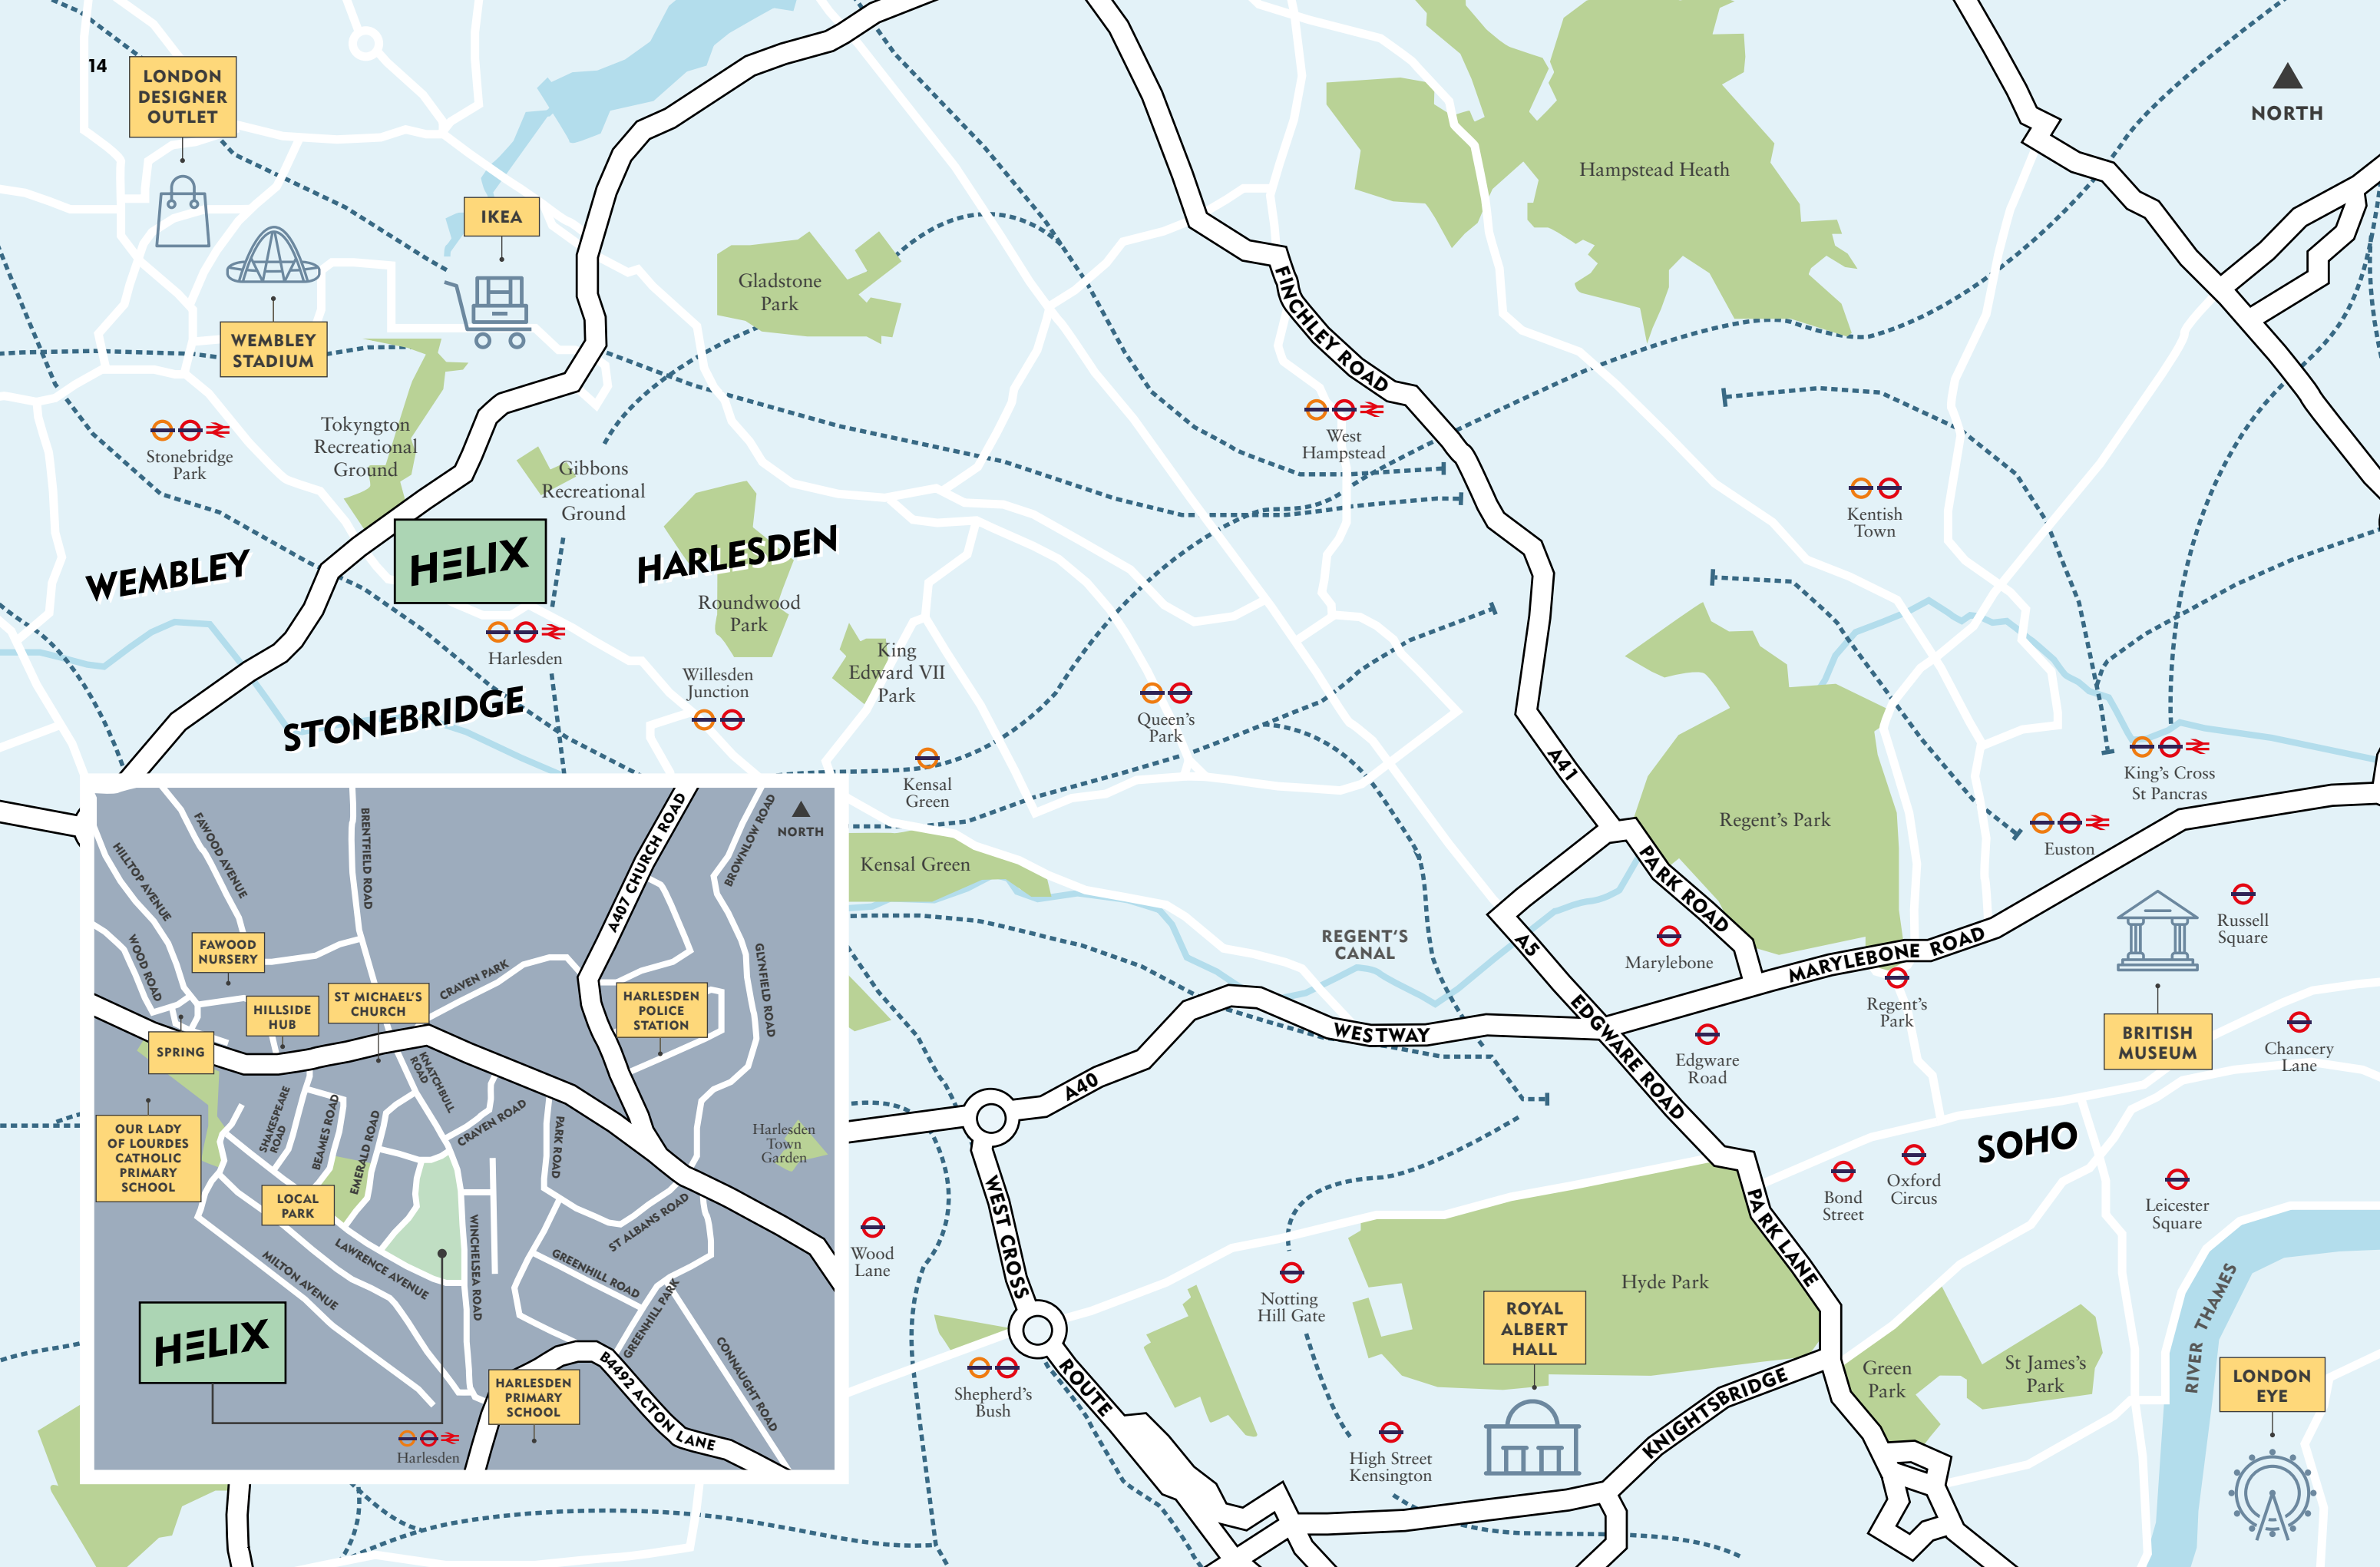 14
LONDON
DESIGNER
OUTLET
IKEA
WEMBLEY
STADIUM
Gladstone
Park
Hampstead Heath
NORTH
FINCHLEY ROAD
Stonebridge
Park
Tokyngton
Recreational
Ground
Gibbons
Recreational
Ground
West
Hampstead
Kentish
Town
WEMBLEY
HELIX
HARLESDEN
Roundwood
Park
Harlesden
STONEBRIDGE
Willesden
Junction
King
Edward VII
Park
Queen's
Park
Kensal
Green
A41
King's Cross
St Pancras
Euston
Regent's Park
Kensal Green
PARK ROAD
REGENT'S
CANAL
A5
Marylebone
MARYLEBONE ROAD
Regent's
Park
Russell
Square
BRITISH
MUSEUM
Chancery
Lane
WESTWAY
EDGWARE ROAD
Edgware
Road
A40
SOHO
Bond
Street
Oxford
Circus
Leicester
Square
Wood
Lane
WEST CROSS
ROUTE
PARK LANE
Notting
Hill Gate
Hyde Park
ROYAL
ALBERT
HALL
Shepherd's
Bush
High Street
Kensington
KNIGHTSBRIDGE
Green
Park
St James's
Park
RIVER THAMES
LONDON
EYE
HILLTOP AVENUE
FAWOOD AVENUE
BRENTFIELD ROAD
A407 CHURCH ROAD
BROWNLOW ROAD
NORTH
WOOD ROAD
FAWOOD
NURSERY
CRAVEN PARK
GLYNFIELD ROAD
HILLSIDE
HUB
ST MICHAEL'S
CHURCH
HARLESDEN
POLICE
STATION
SPRING
KNATCHBULL
ROAD
SHAKESPEARE
ROAD
BEAMES ROAD
EMERALD ROAD
CRAVEN ROAD
PARK ROAD
Harlesden
Town
Garden
OUR LADY
OF LOURDES
CATHOLIC
PRIMARY
SCHOOL
LOCAL
PARK
ST ALBANS ROAD
WINCHELSEA ROAD
LAWRENCE AVENUE
MILTON AVENUE
GREENHILL ROAD
GREENHILL PARK
CONNAUGHT ROAD
HELIX
B4492 ACTON LANE
HARLESDEN
PRIMARY
SCHOOL
Harlesden